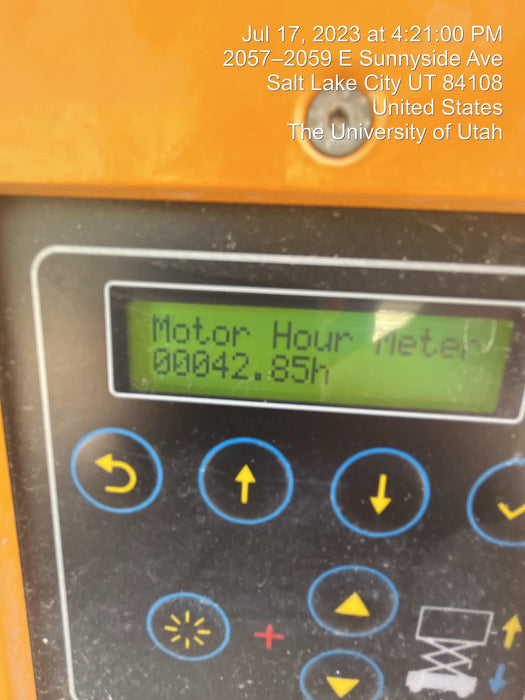 Jul 17, 2023 at 4:21:00 PM
2057–2059 E Sunnyside Ave
Salt Lake City UT 84108
United States
The University of Utah
Motor Hour Meter
00042.85h